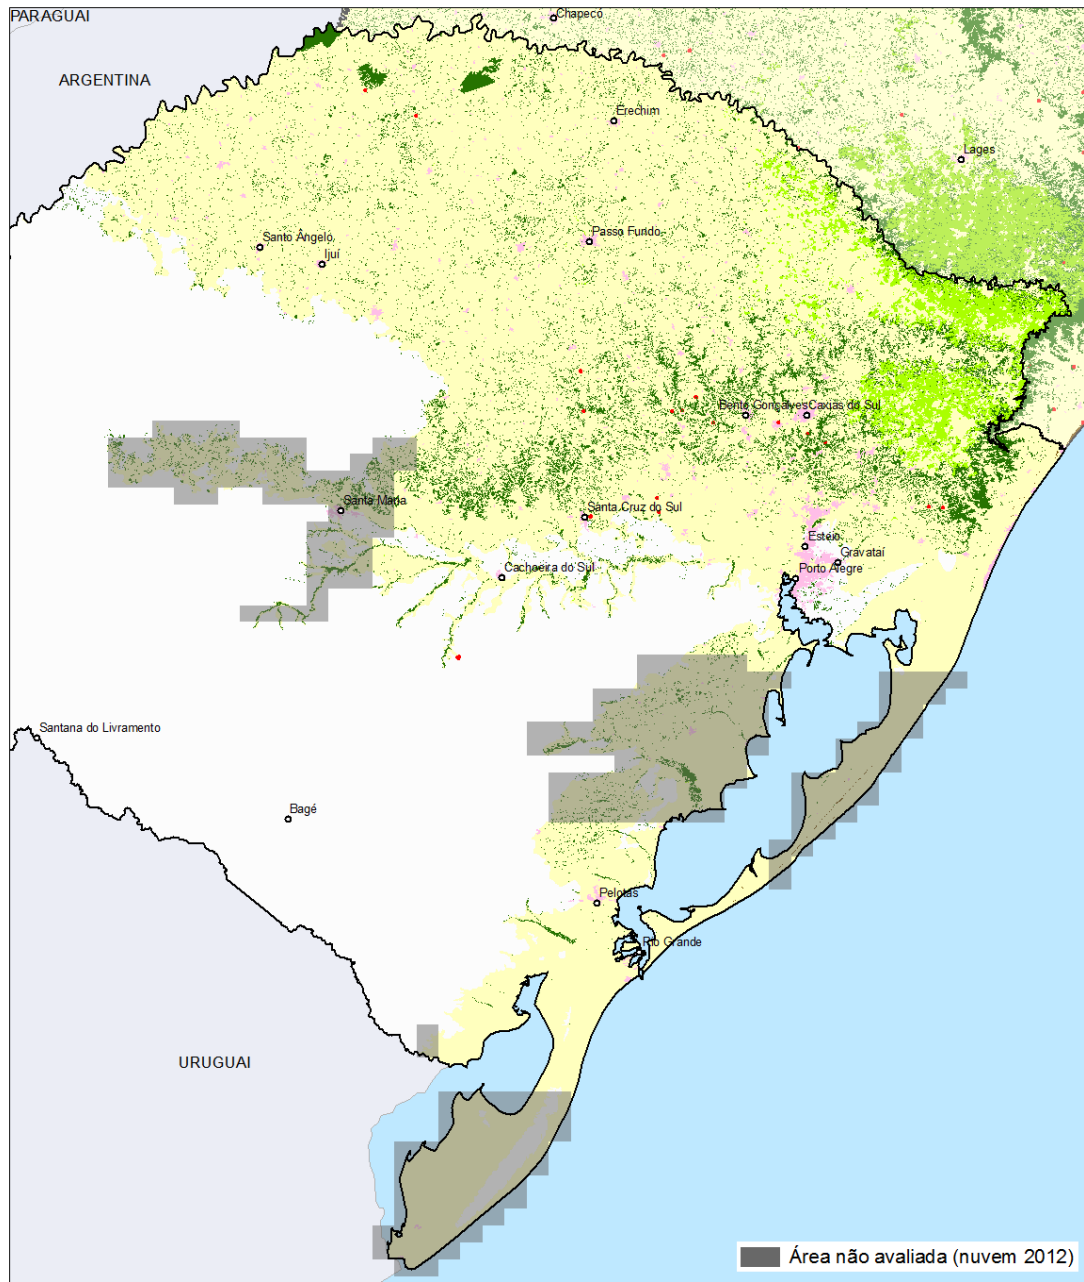 PARAGUAI
Chapecó
ARGENTINA
Erechim
Lages
Santo Ângelo
Ijuí
Passo Fundo
Bento Gonçalves
Caxias do Sul
Santa Maria
Santa Cruz do Sul
Esteio
Gravataí
Cachoeira do Sul
Porto Alegre
Santana do Livramento
Bagé
Pelotas
Rio Grande
URUGUAI
Área não avaliada (nuvem 2012)